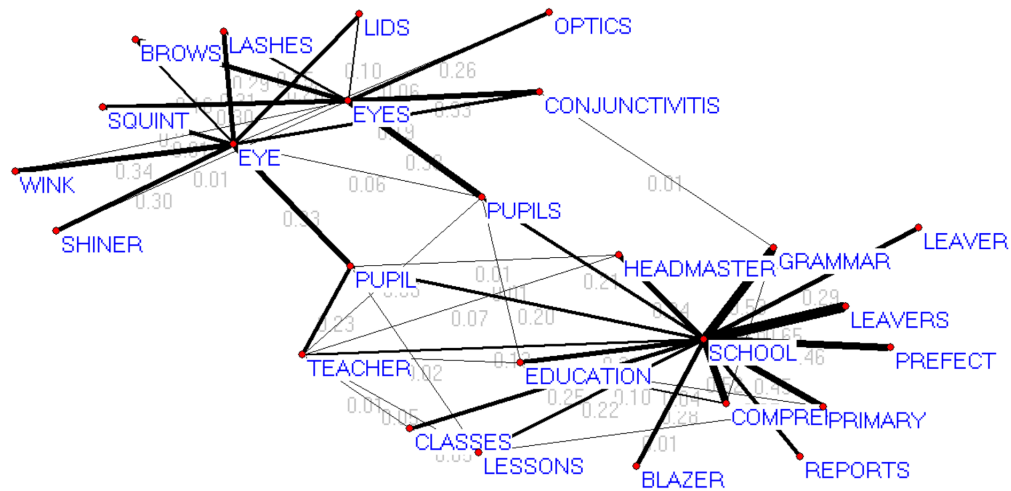 LIDS
OPTICS
BROWS
LASHES
0.10
0.26
EYES
CONJUNCTIVITIS
SQUINT
EYE
0.34
0.01
0.06
0.01
WINK
0.30
PUPILS
SHINER
LEAVER
HEADMASTER
GRAMMAR
PUPIL
0.01
0.21
0.29
0.23
0.07
0.20
LEAVERS
SCHOOL
.46
PREFECT
TEACHER
0.02
EDUCATION
0.01
0.05
0.25
0.22
0.10
0.28
COMPREI
PRIMARY
CLASSES
0.01
LESSONS
BLAZER
REPORTS